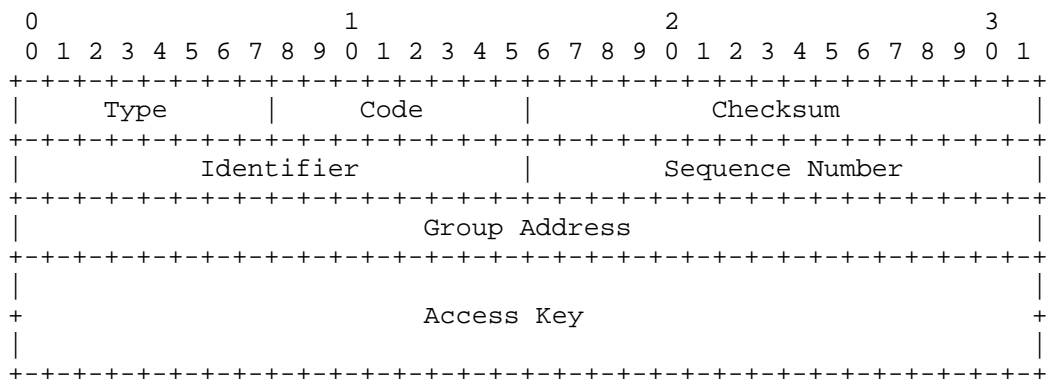 0                   1                   2                   3
 0 1 2 3 4 5 6 7 8 9 0 1 2 3 4 5 6 7 8 9 0 1 2 3 4 5 6 7 8 9 0 1
+-+-+-+-+-+-+-+-+-+-+-+-+-+-+-+-+-+-+-+-+-+-+-+-+-+-+-+-+-+-+-+-+
|     Type      |     Code      |           Checksum            |
+-+-+-+-+-+-+-+-+-+-+-+-+-+-+-+-+-+-+-+-+-+-+-+-+-+-+-+-+-+-+-+-+
|           Identifier          |        Sequence Number        |
+-+-+-+-+-+-+-+-+-+-+-+-+-+-+-+-+-+-+-+-+-+-+-+-+-+-+-+-+-+-+-+-+
|                         Group Address                         |
+-+-+-+-+-+-+-+-+-+-+-+-+-+-+-+-+-+-+-+-+-+-+-+-+-+-+-+-+-+-+-+-+
|                                                               |
+                         Access Key                            +
|                                                               |
+-+-+-+-+-+-+-+-+-+-+-+-+-+-+-+-+-+-+-+-+-+-+-+-+-+-+-+-+-+-+-+-+